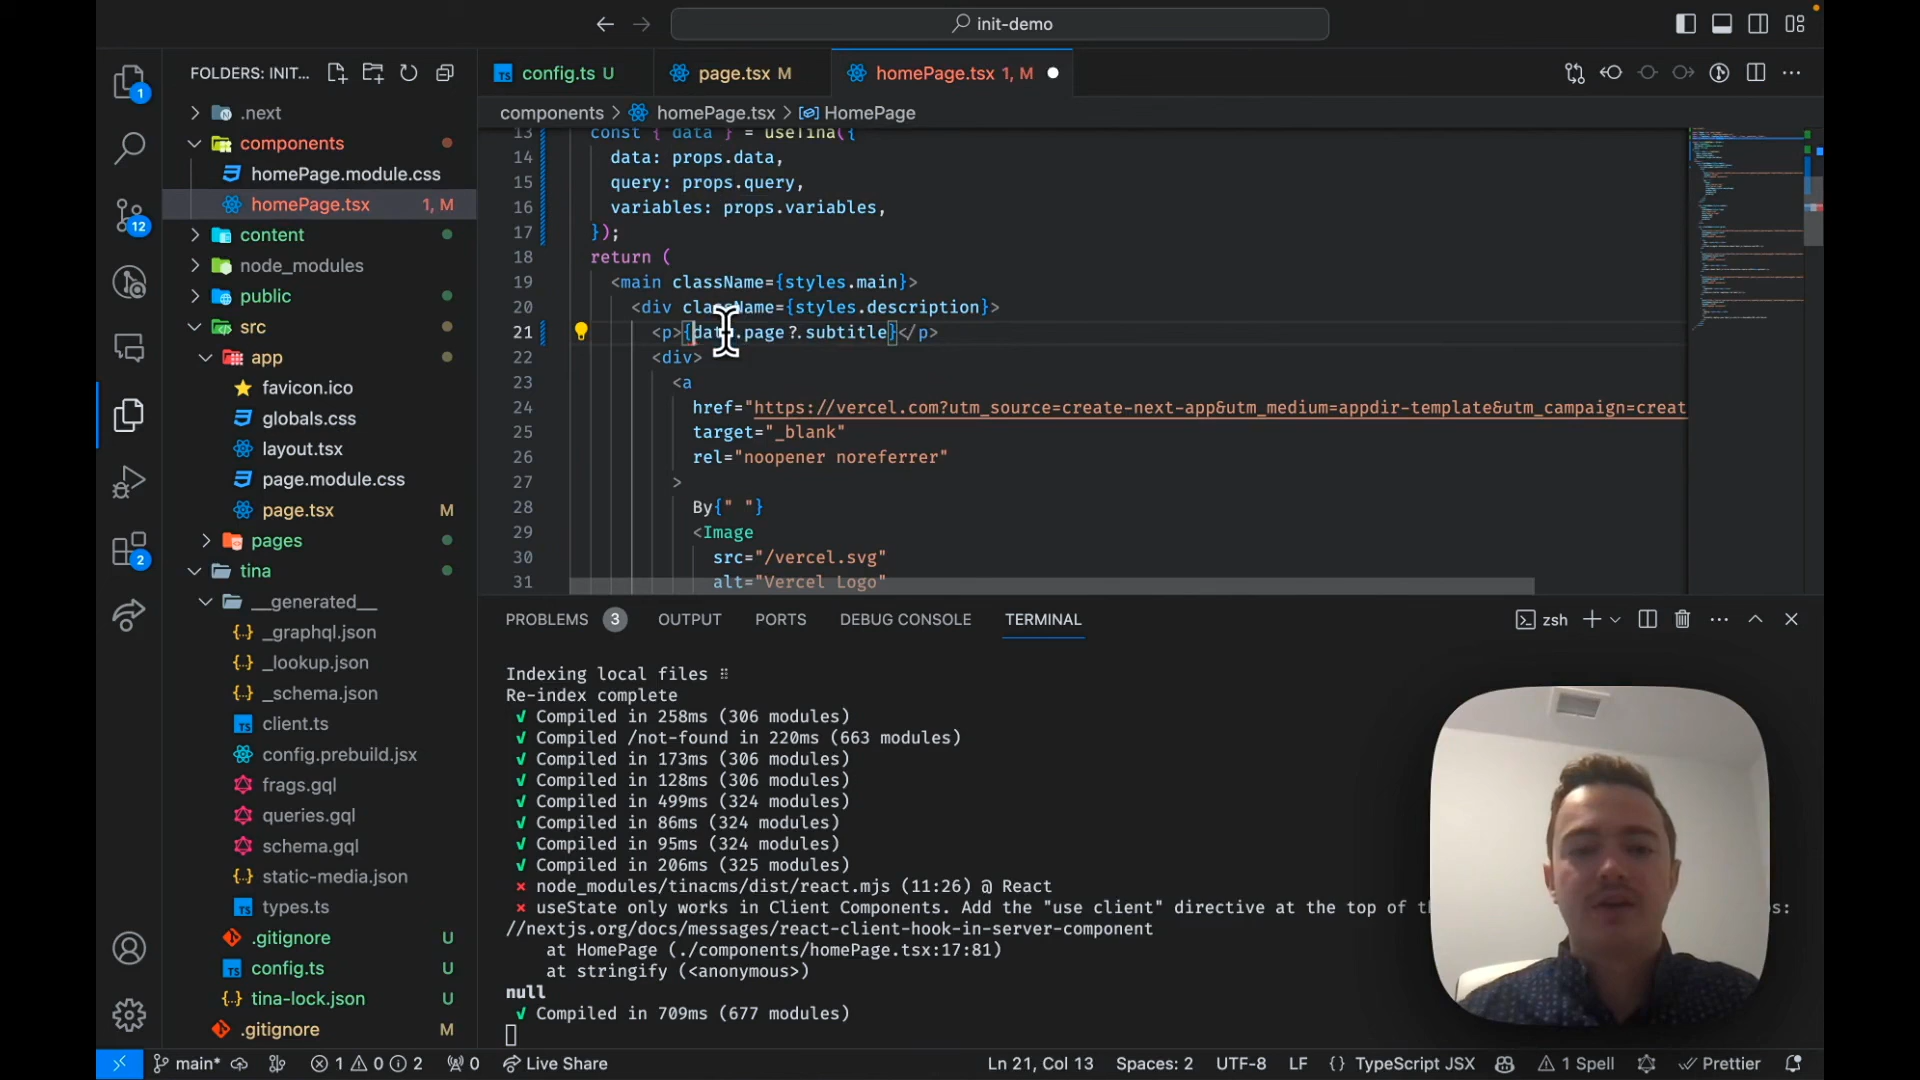 init-demo
FOLDERS: INIT...
config.ts U
page.tsx M
homePage.tsx 1, M
components > homePage.tsx > HomePage
.next
components
homePage.module.css
homePage.tsx 1, M
content
node_modules
public
src
app
favicon.ico
globals.css
layout.tsx
page.module.css
page.tsx M
pages
tina
__generated__
_graphql.json
_lookup.json
_schema.json
client.ts
config.prebuild.jsx
frags.gql
queries.gql
schema.gql
static-media.json
types.ts
.gitignore U
config.ts U
tina-lock.json U
.gitignore M
1
12
2
13 const { data } = useTina({
14 data: props.data,
15 query: props.query,
16 variables: props.variables,
17 });
18 return (
19 <main className={styles.main}>
20 <div className={styles.description}>
21 <p>{data.page?.subtitle}</p>
22 <div>
23 <a
24 href="https://vercel.com?utm_source=create-next-app&utm_medium=appdir-template&utm_campaign=creat
25 target="_blank"
26 rel="noopener noreferrer"
27 >
28 By{" "}
29 <Image
30 src="/vercel.svg"
31 alt="Vercel Logo"
PROBLEMS 3 OUTPUT PORTS DEBUG CONSOLE TERMINAL
zsh
Indexing local files ⠿
Re-index complete
✓ Compiled in 258ms (306 modules)
✓ Compiled /not-found in 220ms (663 modules)
✓ Compiled in 173ms (306 modules)
✓ Compiled in 128ms (306 modules)
✓ Compiled in 499ms (324 modules)
✓ Compiled in 86ms (324 modules)
✓ Compiled in 95ms (324 modules)
✓ Compiled in 206ms (325 modules)
× node_modules/tinacms/dist/react.mjs (11:26) @ React
× useState only works in Client Components. Add the "use client" directive at the top of s:
//nextjs.org/docs/messages/react-client-hook-in-server-component
at HomePage (./components/homePage.tsx:17:81)
at stringify (<anonymous>)
null
✓ Compiled in 709ms (677 modules)
main* 1 0 2 0 Live Share
Ln 21, Col 13 Spaces: 2 UTF-8 LF {} TypeScript JSX 1 Spell Prettier